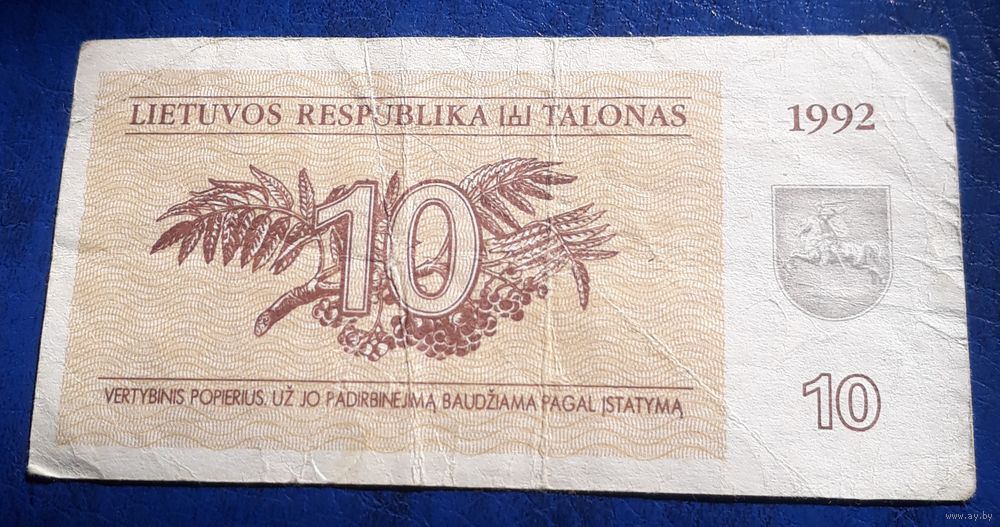 LIETUVOS RESPUBLIKA TALONAS
1992
10
VERTYBINIS POPIERIUS, UŽ JO PADIRBINĖJIMĄ BAUDŽIAMA PAGAL ĮSTATYMĄ
10
www.ay.by